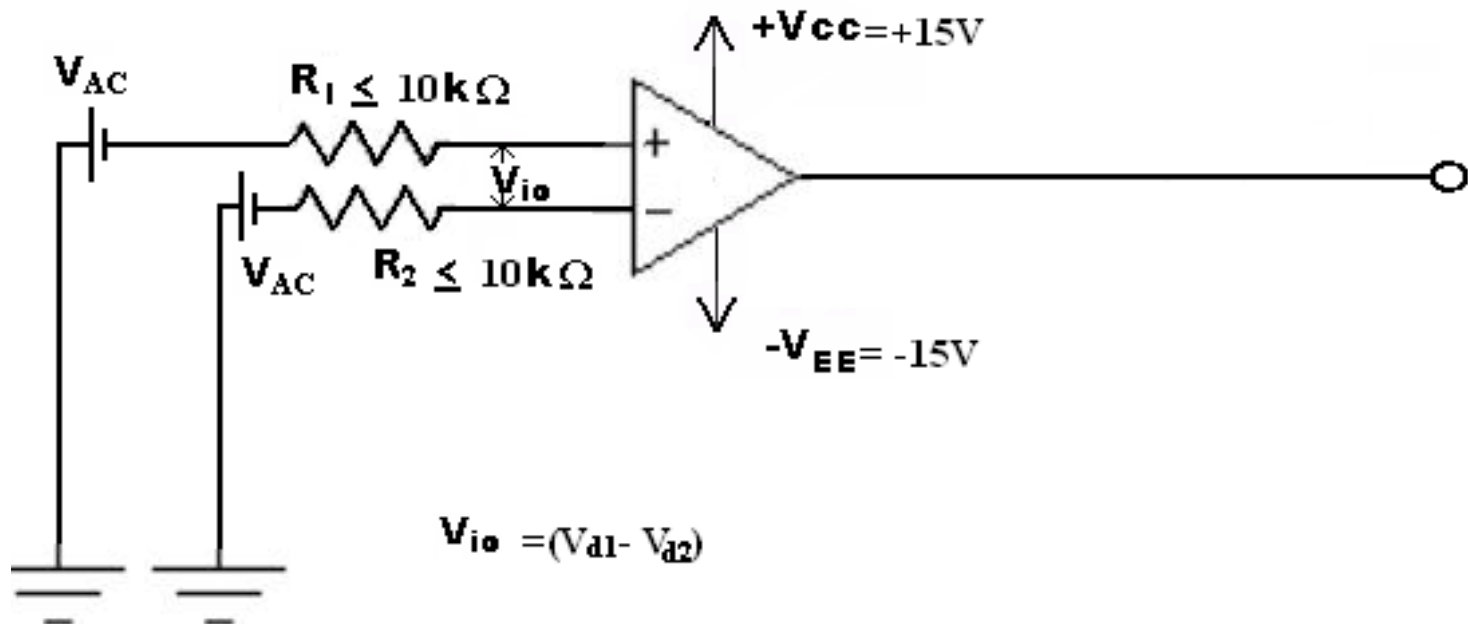 +Vcc=+15V
VAC
R1 ≤ 10kΩ
+
Vio
−
VAC
R2 ≤ 10kΩ
-VEE= -15V
Vio =(Vd1- Vd2)